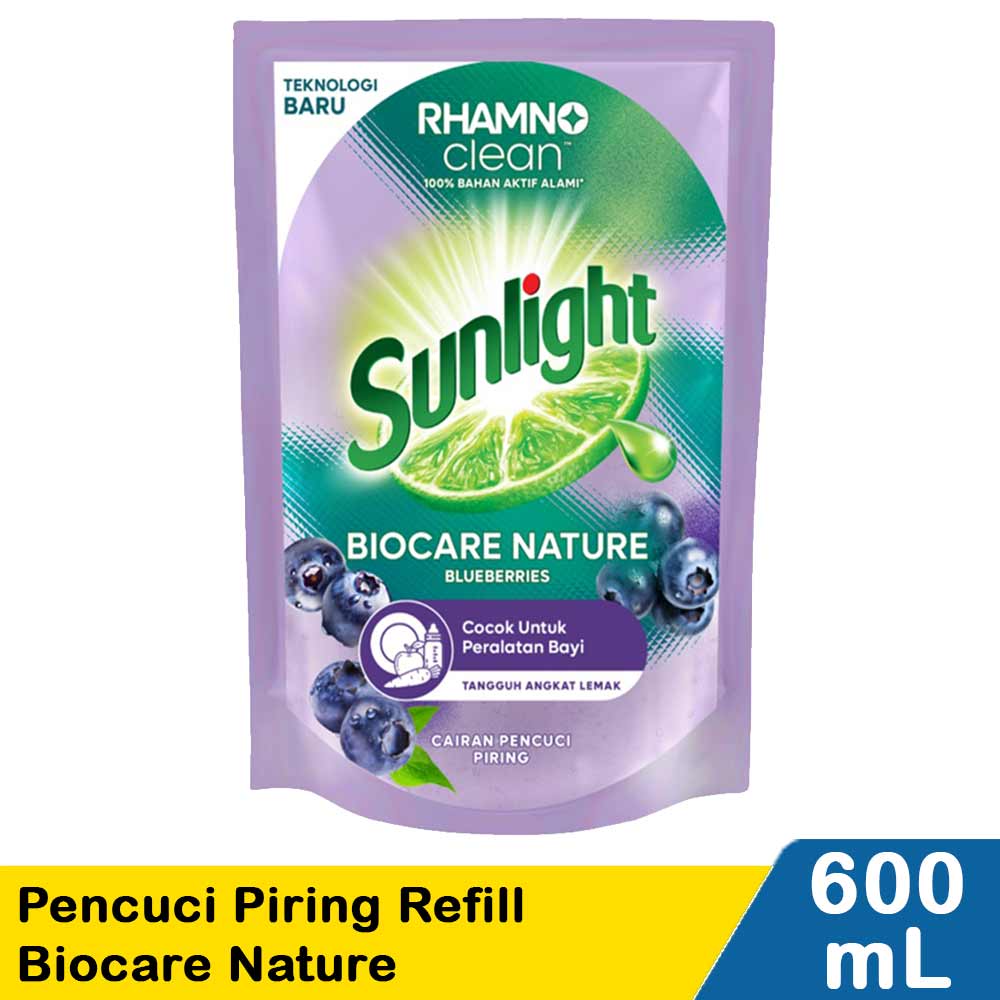 TEKNOLOGI
BARU
RHAMNO
clean™
100% BAHAN AKTIF ALAMI*
Sunlight
BIOCARE NATURE
BLUEBERRIES
Cocok Untuk
Peralatan Bayi
TANGGUH ANGKAT LEMAK
CAIRAN PENCUCI
PIRING
Pencuci Piring Refill
Biocare Nature
600
mL